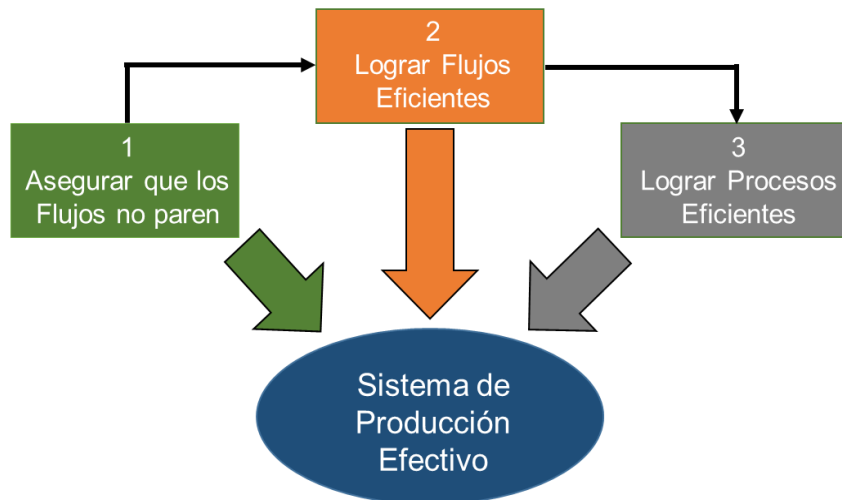 1
Asegurar que los
Flujos no paren
2
Lograr Flujos
Eficientes
3
Lograr Procesos
Eficientes
Sistema de
Producción
Efectivo